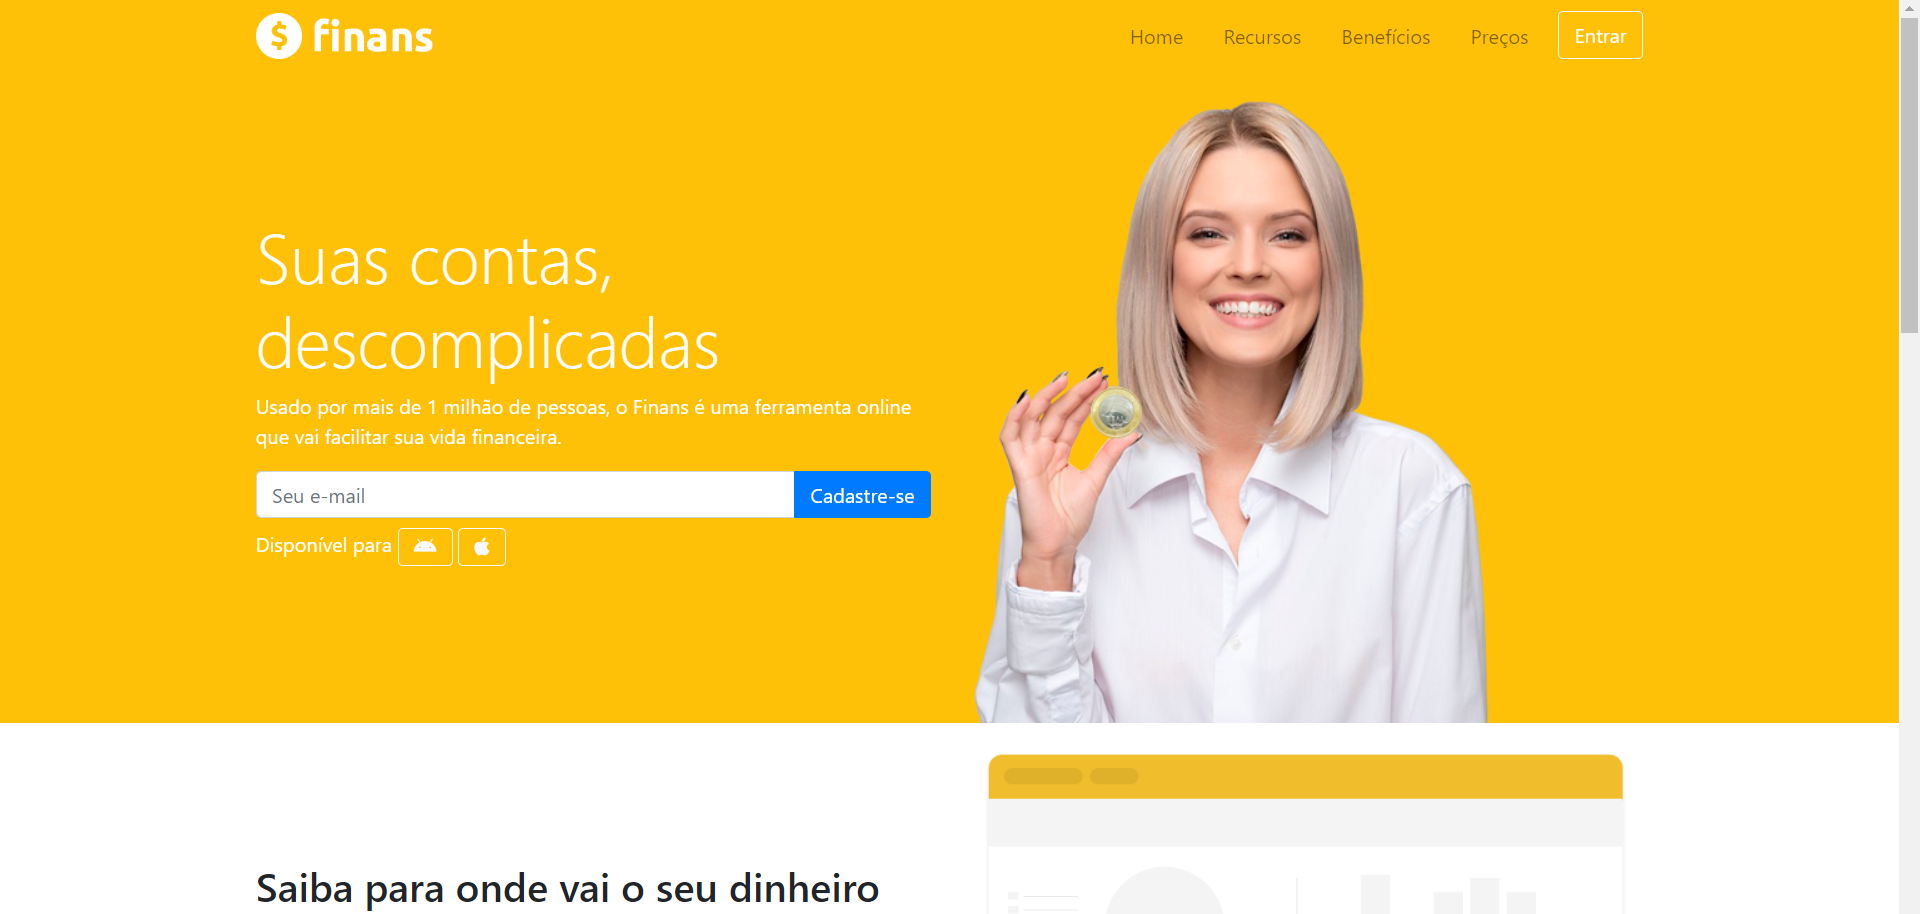 finans
Home Recursos Benefícios Preços Entrar
Suas contas,
descomplicadas
Usado por mais de 1 milhão de pessoas, o Finans é uma ferramenta online
que vai facilitar sua vida financeira.
Seu e-mail Cadastre-se
Disponível para
Saiba para onde vai o seu dinheiro